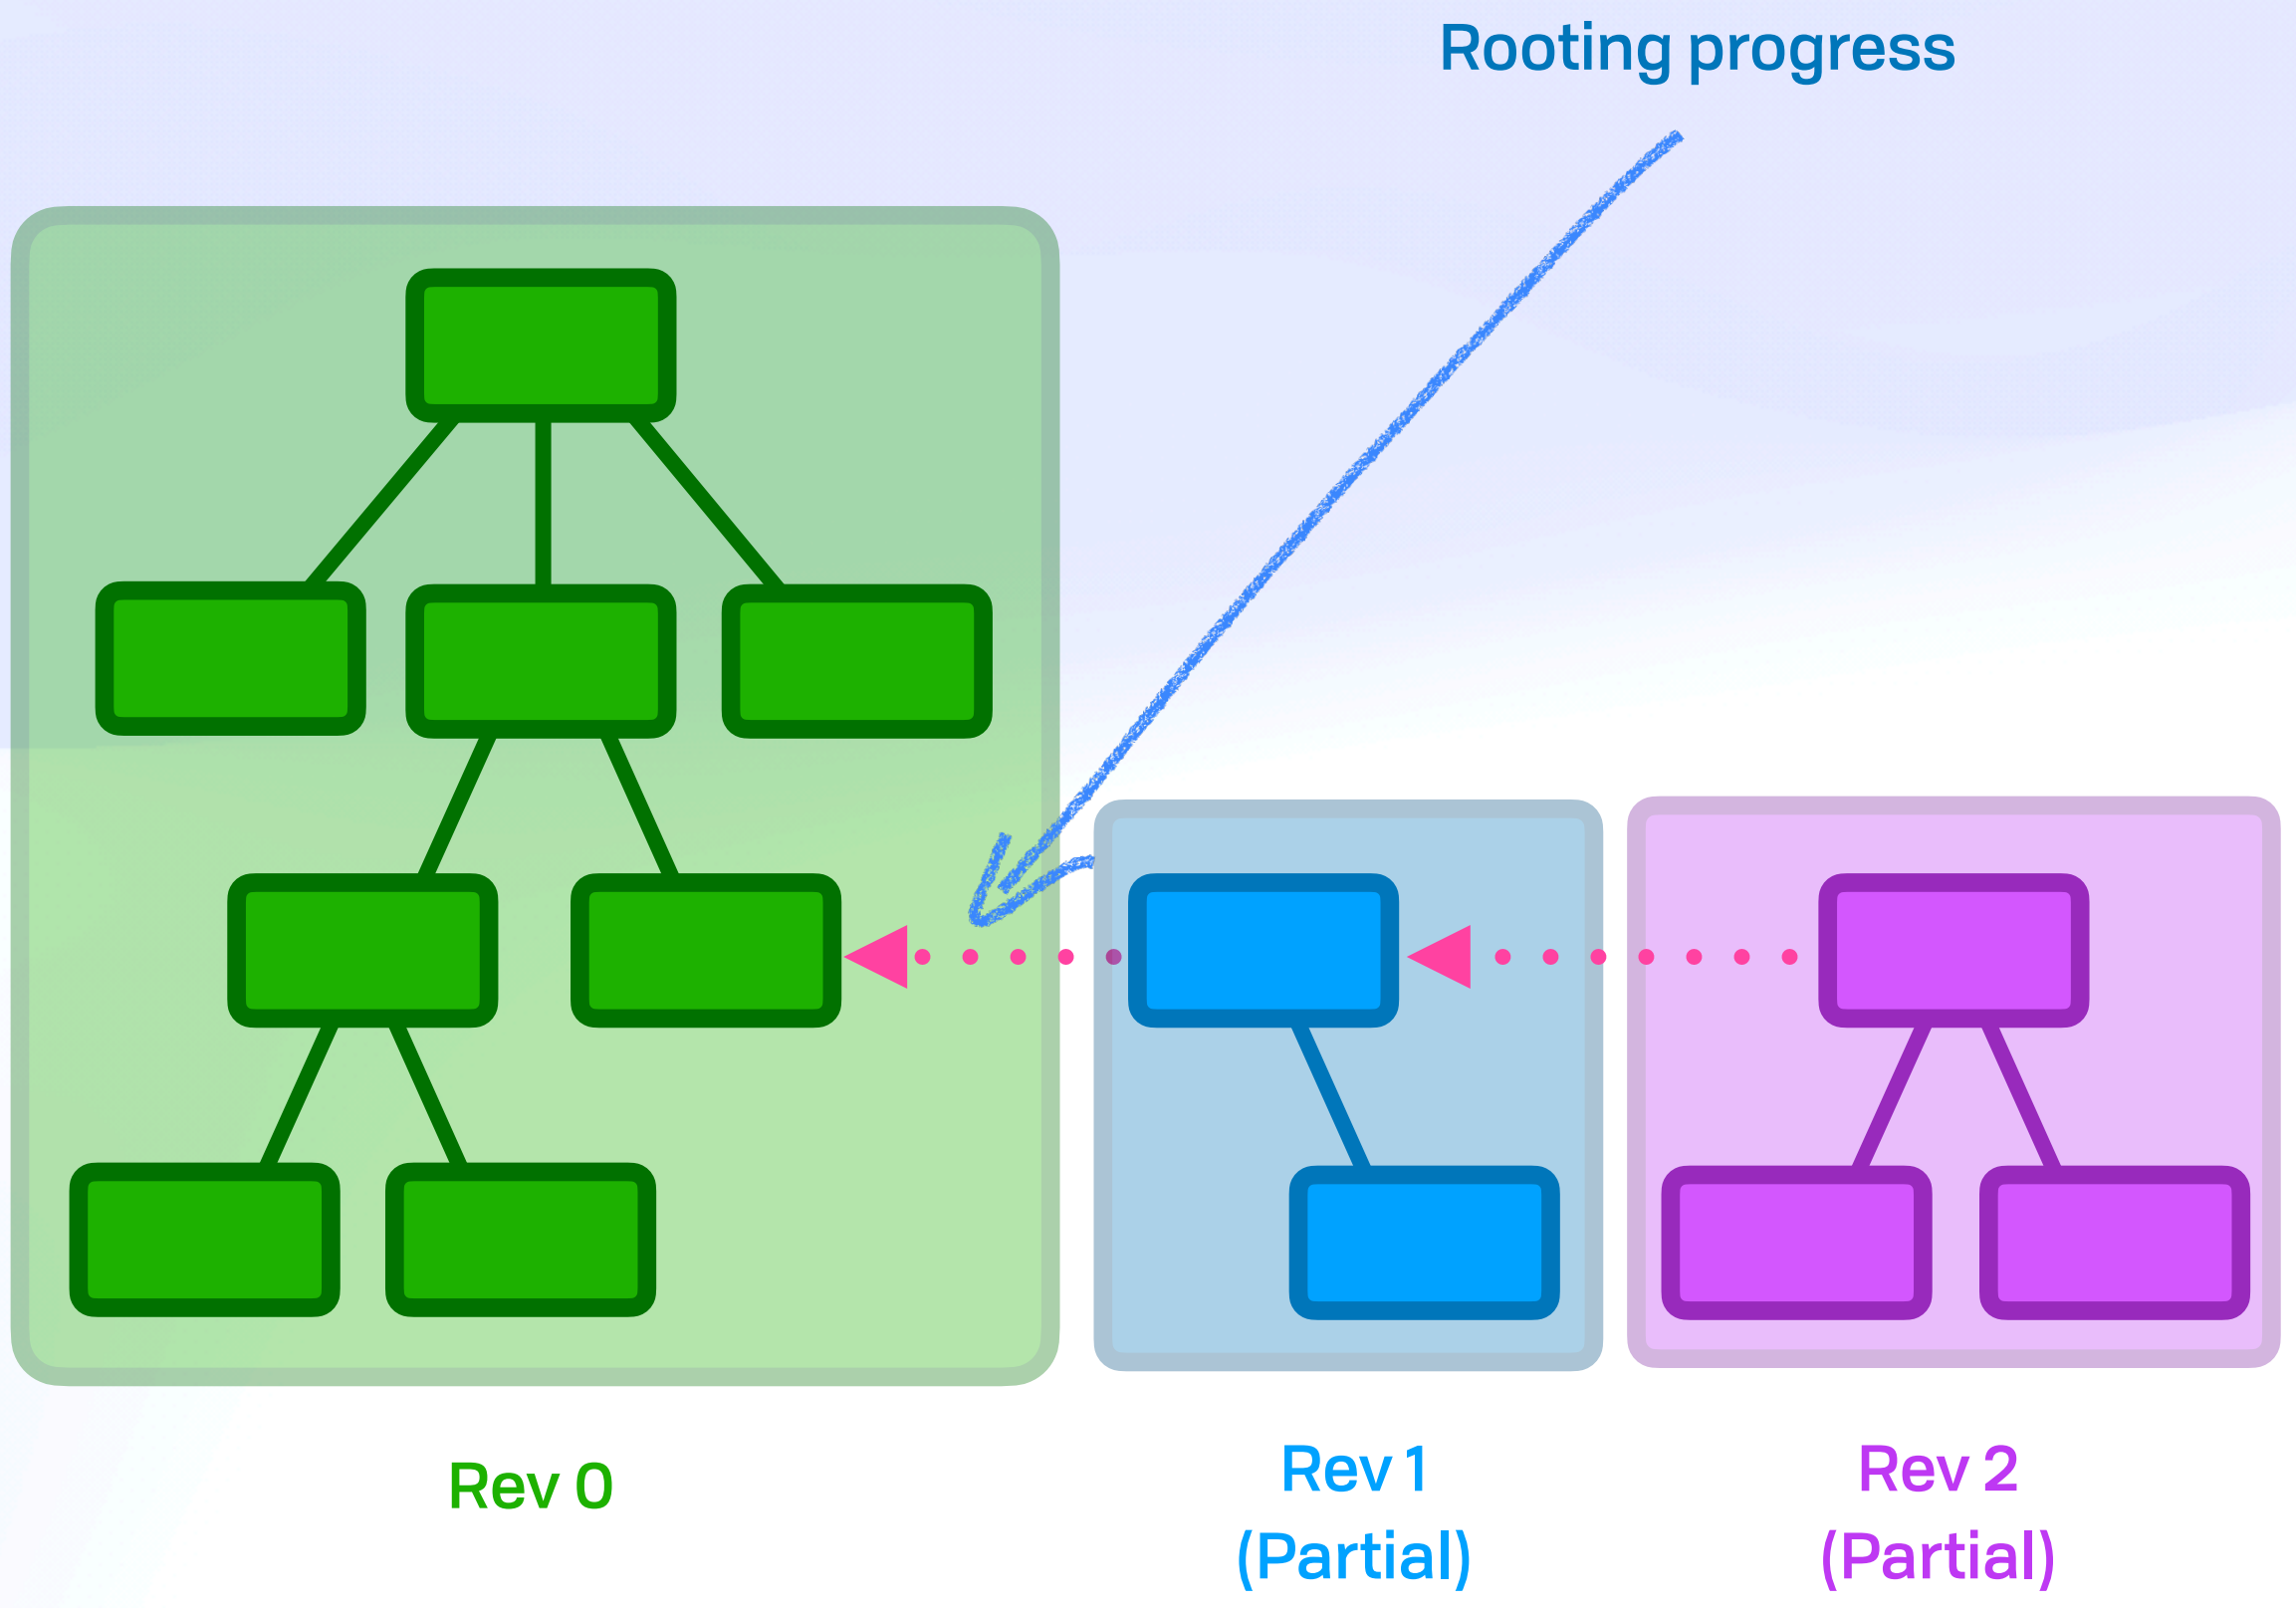 Rooting progress
Rev 0
Rev 1
(Partial)
Rev 2
(Partial)